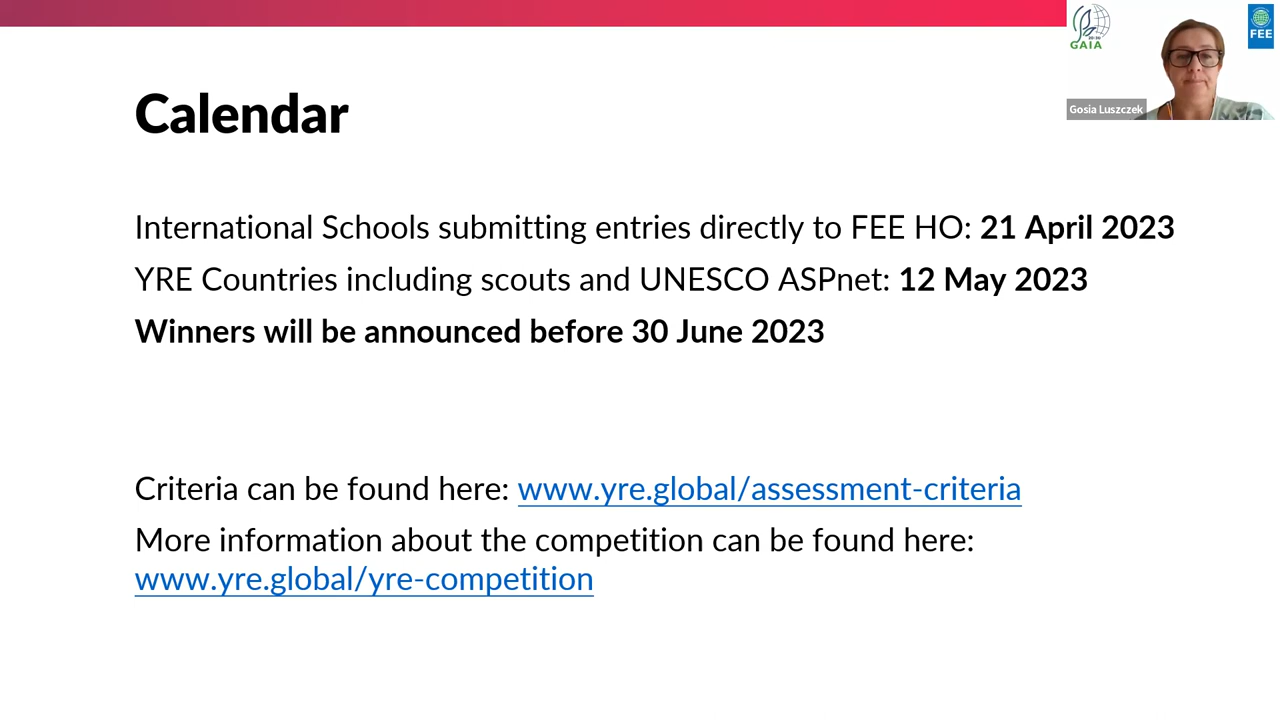 GAIA
FEE
Gosia Luszczek
Calendar
International Schools submitting entries directly to FEE HO: 21 April 2023
YRE Countries including scouts and UNESCO ASPnet: 12 May 2023
Winners will be announced before 30 June 2023
Criteria can be found here: www.yre.global/assessment-criteria
More information about the competition can be found here:
www.yre.global/yre-competition